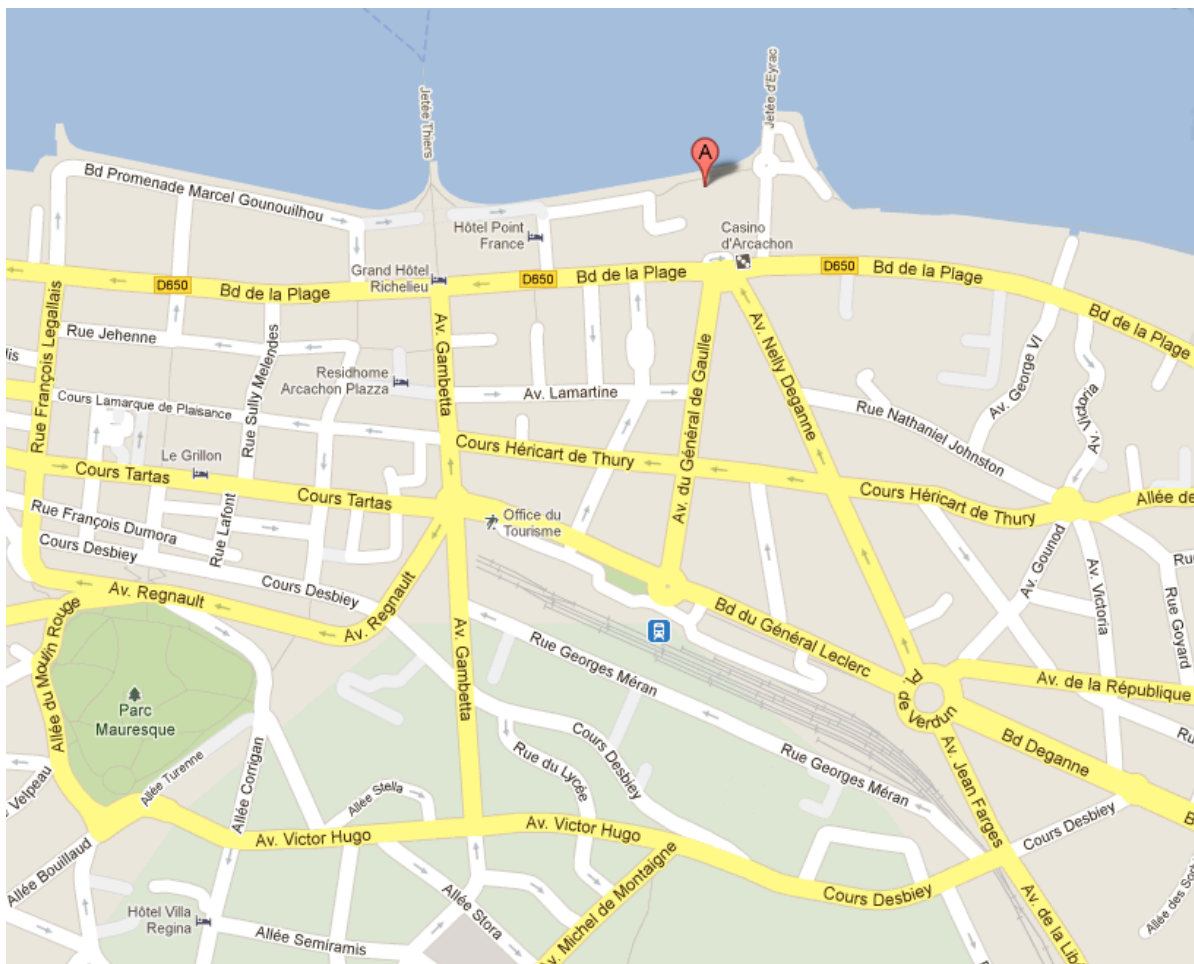 Jetée Thiers
Jetée d'Eyrac
A
Bd Promenade Marcel Gounouilhou
Hôtel Point
France
Casino
d'Arcachon
Grand Hôtel
Richelieu
D650
Bd de la Plage
D650
Bd de la Plage
D650
Bd de la Plage
Bd de la Plage
Rue François Legallais
Rue Jehenne
Rue Sully Melendes
Av. Gambetta
Av. du Général de Gaulle
Av. Nelly Deganne
Av. George VI
Av. Victoria
Residhome
Arcachon Plazza
Av. Lamartine
Cours Lamarque de Plaisance
Rue Nathaniel Johnston
Le Grillon
Cours Tartas
Cours Tartas
Cours Héricart de Thury
Cours Héricart de Thury
Allée de
Rue François Dumora
Rue Lafont
Office du
Tourisme
Cours Desbiey
Cours Desbiey
Av. Gounod
Av. Victoria
Rue Goyard
Av. Regnault
Av. Regnault
Av. Gambetta
Bd du Général Leclerc
Allée du Moulin Rouge
Rue Georges Méran
Parc
Mauresque
Pl.
de Verdun
Av. de la République
Bd Deganne
Velpeau
Allée Turenne
Allée Corrigan
Allée Stella
Rue du Lycée
Cours Desbiey
Rue Georges Méran
Av. Jean Farges
Av. Victor Hugo
Av. Victor Hugo
Cours Desbiey
Allée Bouillaud
Av. Michel de Montaigne
Cours Desbiey
Hôtel Villa
Regina
Allée Semiramis
Allée Stora
Av. de la Lib
Allée des Sor